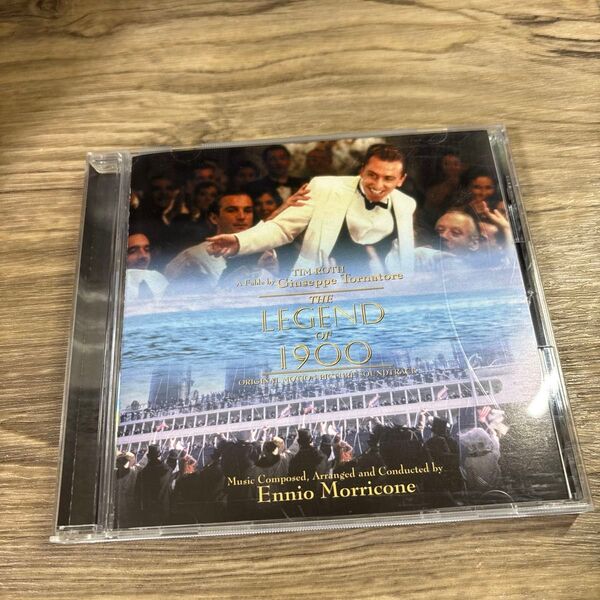 TIM ROTH
A Fable by Giuseppe Tornatore
THE
LEGEND
OF
1900
ORIGINAL MOTION PICTURE SOUNDTRACK
Music Composed, Arranged and Conducted by
Ennio Morricone